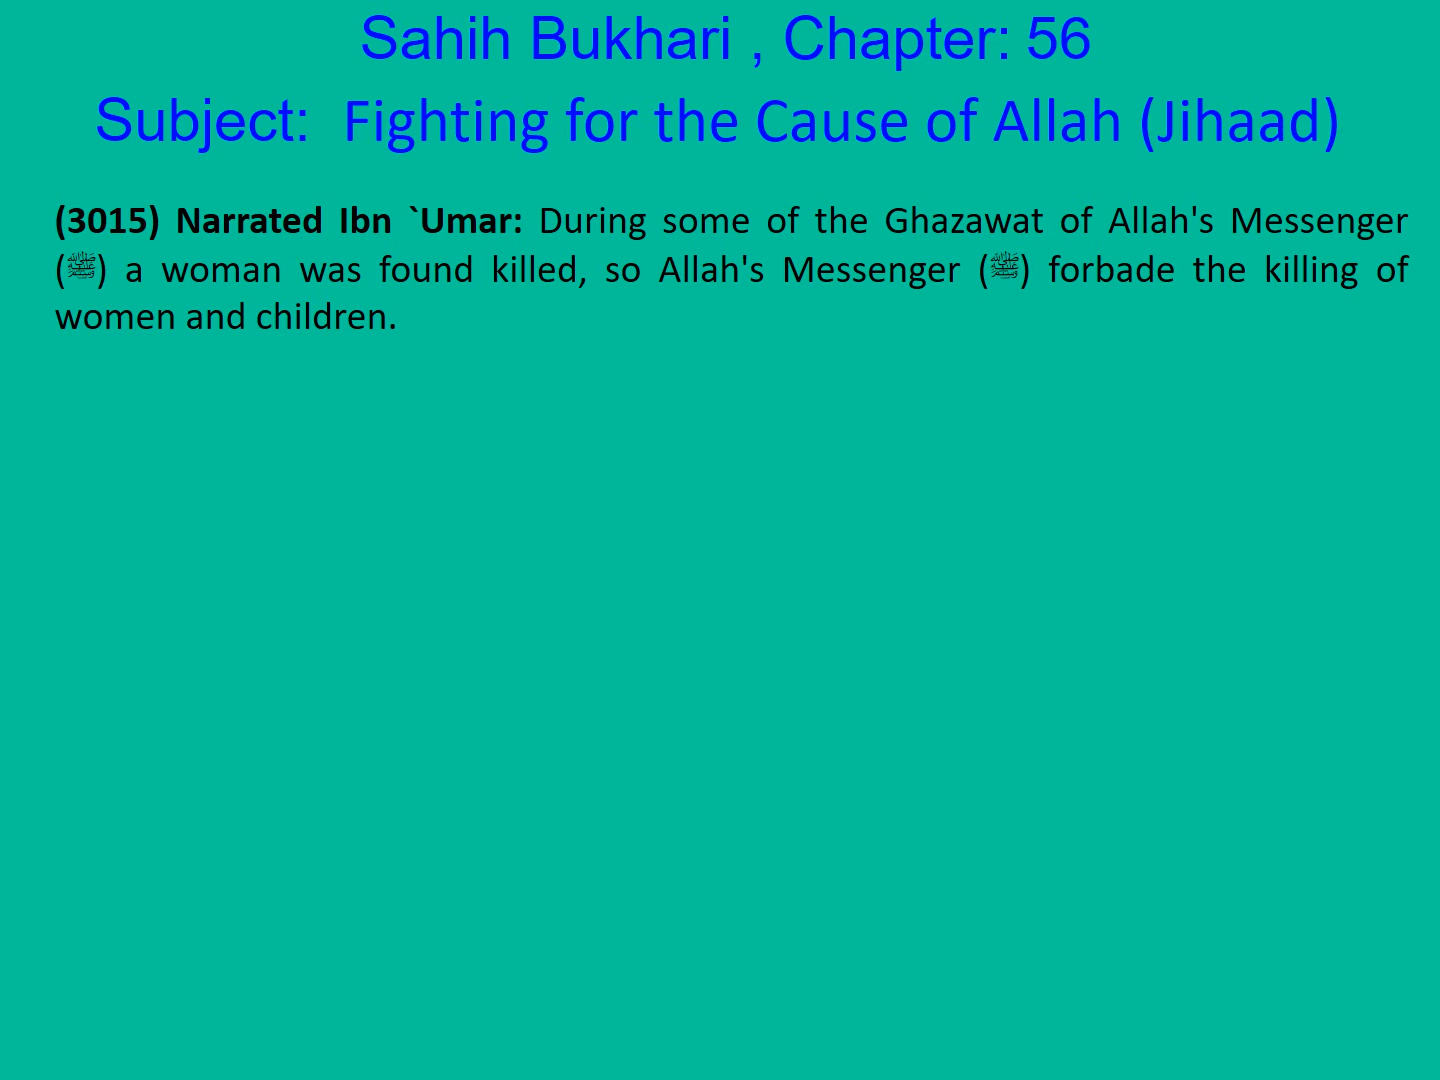 Sahih Bukhari , Chapter: 56
Subject:  Fighting for the Cause of Allah (Jihaad)
(3015) Narrated Ibn `Umar: During some of the Ghazawat of Allah's Messenger
(ﷺ) a woman was found killed, so Allah's Messenger (ﷺ) forbade the killing of
women and children.